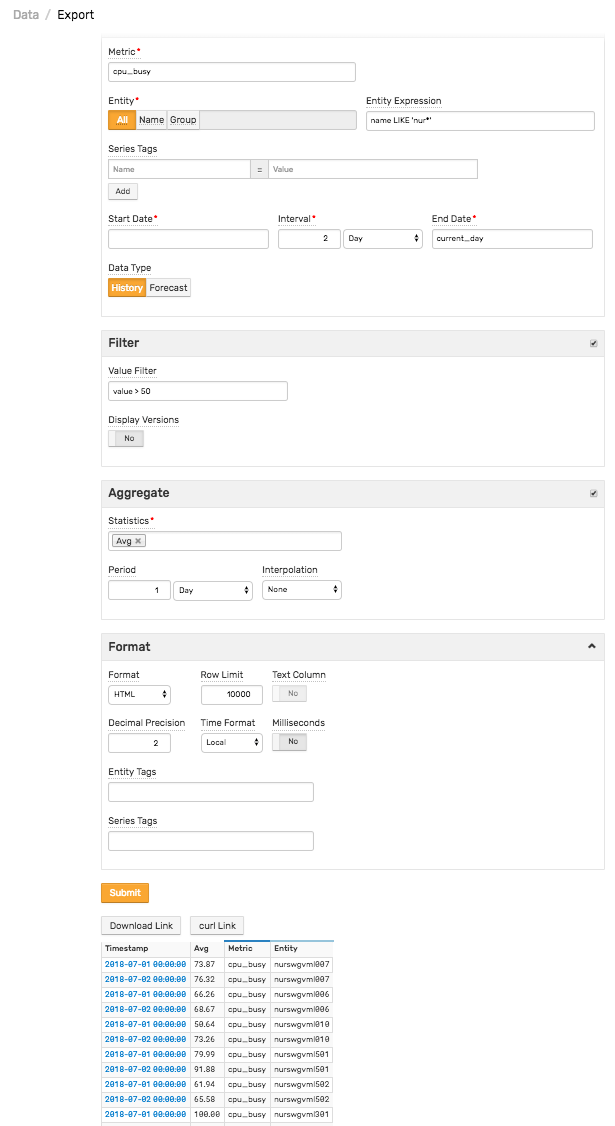 Data / Export
Metric*
cpu_busy
Entity* Entity Expression
All Name Group name LIKE 'nur*'
Series Tags
Name = Value
Add
Start Date* Interval* End Date*
2 Day current_day
Data Type
History Forecast
Filter
Value Filter
value > 50
Display Versions
No
Aggregate
Statistics*
Avg ×
Period Interpolation
1 Day None
Format
Format Row Limit Text Column
HTML 10000 No
Decimal Precision Time Format Milliseconds
2 Local No
Entity Tags
Series Tags
Submit
Download Link curl Link
Timestamp Avg Metric Entity
2018-07-01 00:00:00 73.87 cpu_busy nurswgvml007
2018-07-02 00:00:00 76.32 cpu_busy nurswgvml007
2018-07-01 00:00:00 66.26 cpu_busy nurswgvml006
2018-07-02 00:00:00 68.67 cpu_busy nurswgvml006
2018-07-01 00:00:00 50.64 cpu_busy nurswgvml010
2018-07-02 00:00:00 73.26 cpu_busy nurswgvml010
2018-07-01 00:00:00 79.99 cpu_busy nurswgvml501
2018-07-02 00:00:00 91.88 cpu_busy nurswgvml501
2018-07-01 00:00:00 61.94 cpu_busy nurswgvml502
2018-07-02 00:00:00 65.58 cpu_busy nurswgvml502
2018-07-01 00:00:00 100.00 cpu_busy nurswgvml301